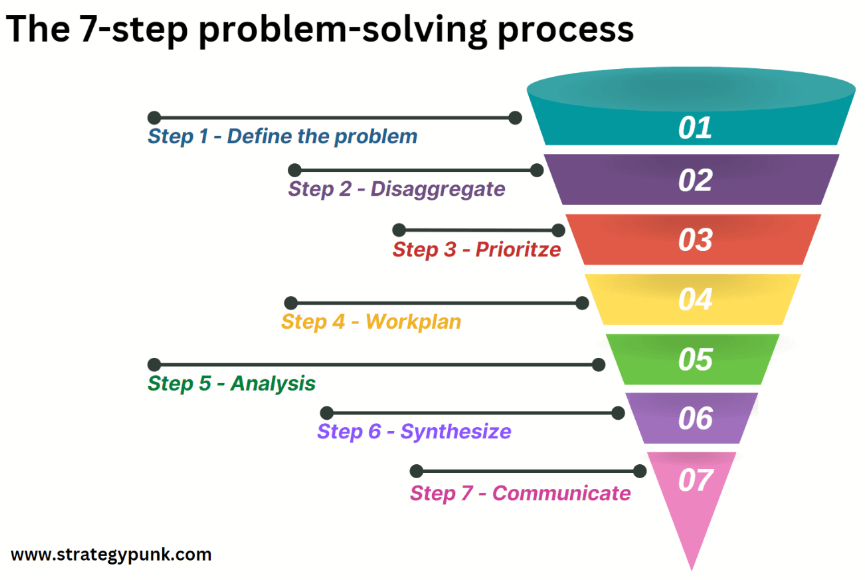 The 7-step problem-solving process
01
Step 1 - Define the problem
02
Step 2 - Disaggregate
03
Step 3 - Prioritze
04
Step 4 - Workplan
05
Step 5 - Analysis
06
Step 6 - Synthesize
07
Step 7 - Communicate
www.strategypunk.com